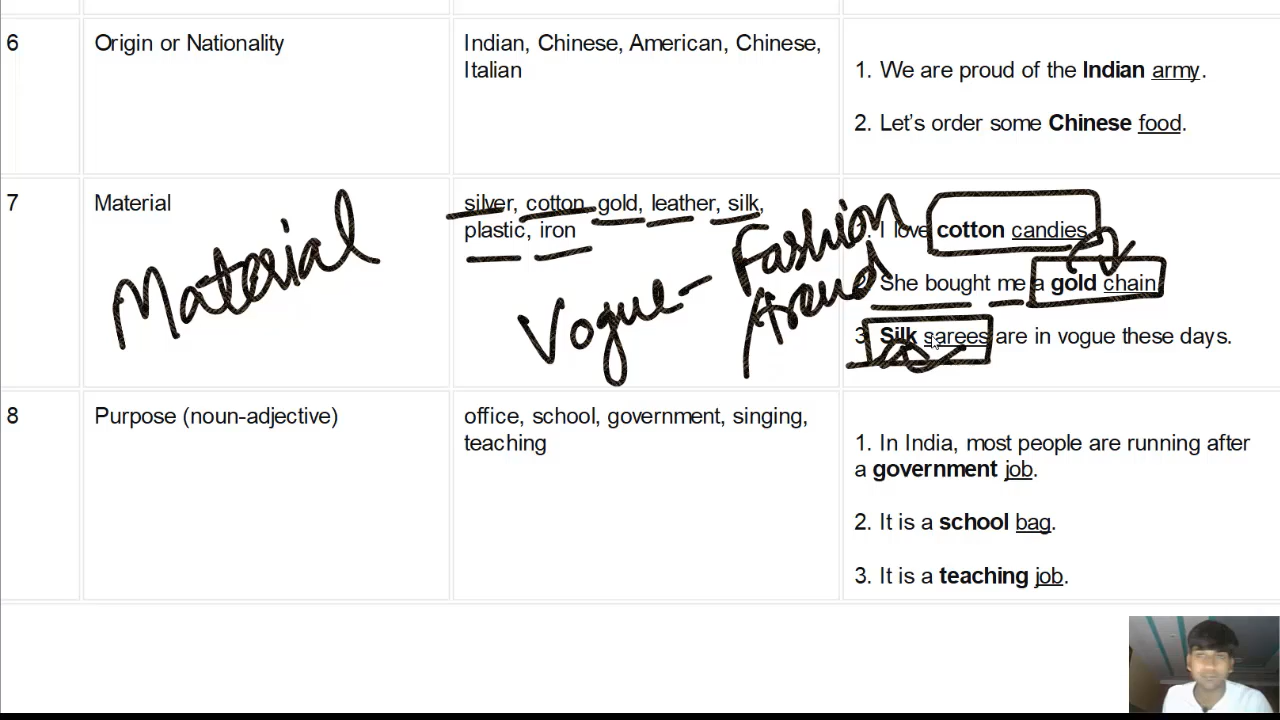 6
Origin or Nationality
Indian, Chinese, American, Chinese,
Italian
1. We are proud of the Indian army.
2. Let's order some Chinese food.
7
Material
silver, cotton, gold, leather, silk,
plastic, iron
I love cotton candies
She bought me a gold chain
3. Silk sarees are in vogue these days.
Material
Vogue - Fashion
8
Purpose (noun-adjective)
office, school, government, singing,
teaching
1. In India, most people are running after
a government job.
2. It is a school bag.
3. It is a teaching job.